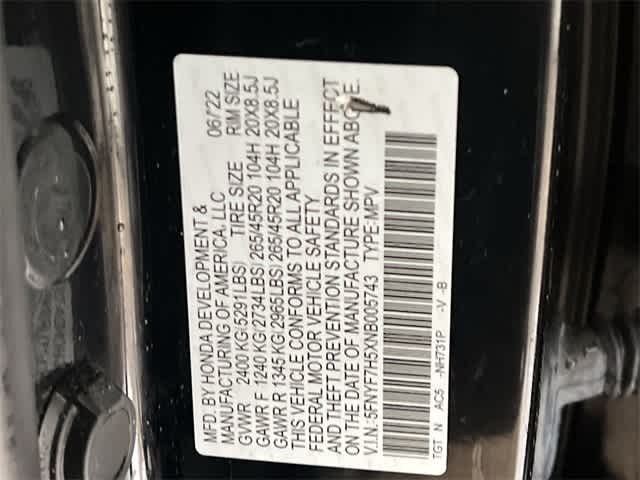 MFD. BY HONDA DEVELOPMENT &
MANUFACTURING OF AMERICA, LLC 06/22
GVWR 2400 KG(5291LBS) TIRE SIZE RIM SIZE
GAWR F 1240 KG(2734LBS) 265/45R20 104H 20X8.5J
GAWR R 1345 KG(2965LBS) 265/45R20 104H 20X8.5J
THIS VEHICLE CONFORMS TO ALL APPLICABLE
FEDERAL MOTOR VEHICLE SAFETY
AND THEFT PREVENTION STANDARDS IN EFFECT
ON THE DATE OF MANUFACTURE SHOWN ABOVE.
V.I.N.: 5FNYF7H5XNB005743 TYPE:MPV
TGT N AC5 -NH731P -V -B